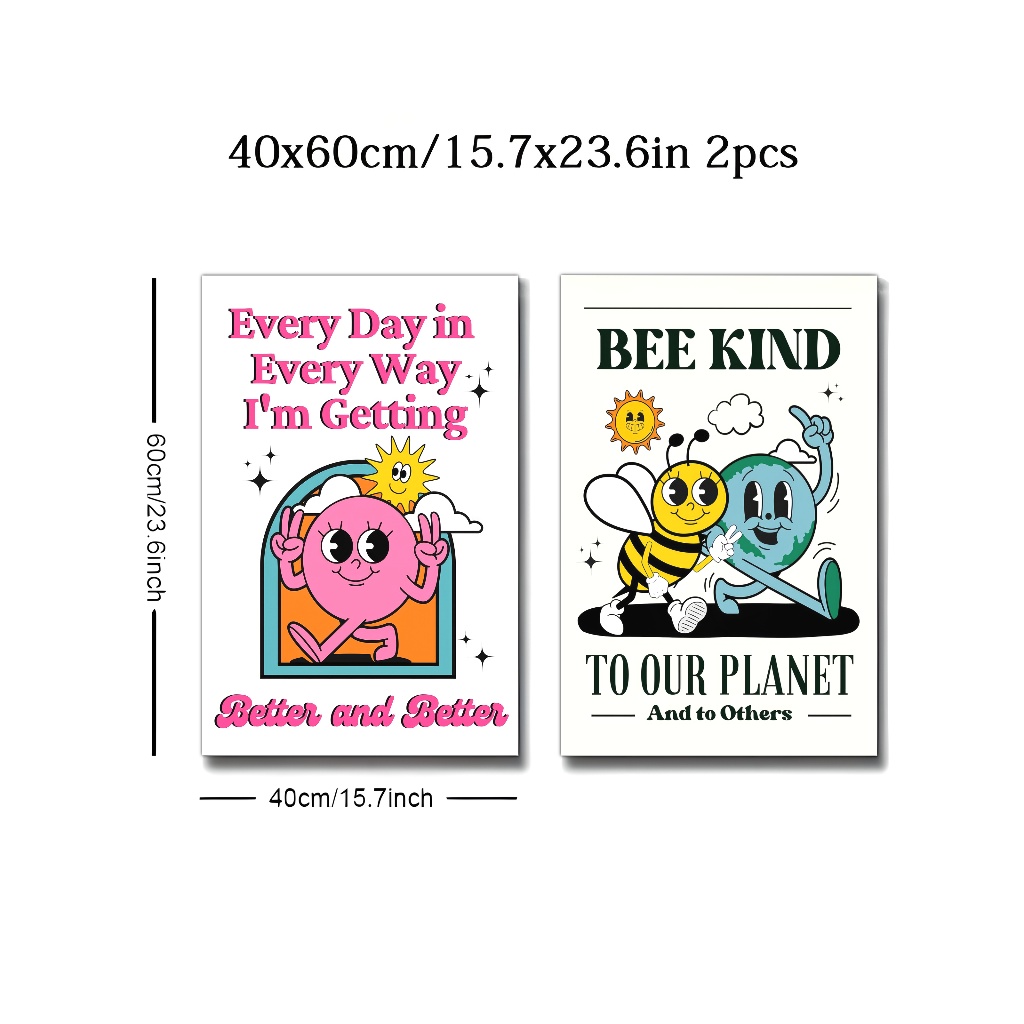 40x60cm/15.7x23.6in 2pcs
60cm/23.6inch
Every Day in
Every Way
I'm Getting
Better and Better
BEE KIND
TO OUR PLANET
And to Others
40cm/15.7inch